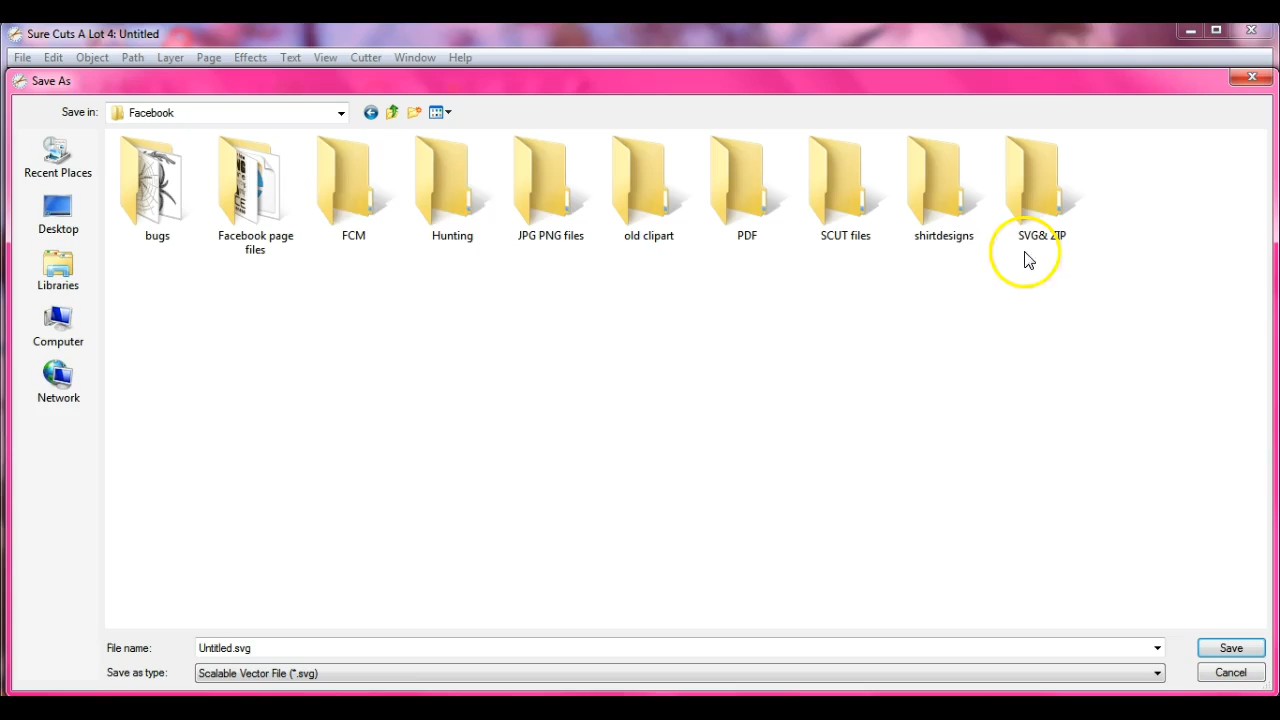 Sure Cuts A Lot 4: Untitled
File Edit Object Path Layer Page Effects Text View Cutter Window Help
Save As
Save in: Facebook
Recent Places
Desktop
Libraries
Computer
Network
bugs
Facebook page
files
FCM
Hunting
JPG PNG files
old clipart
PDF
SCUT files
shirtdesigns
SVG& ZIP
File name: Untitled.svg
Save
Save as type: Scalable Vector File (*.svg)
Cancel